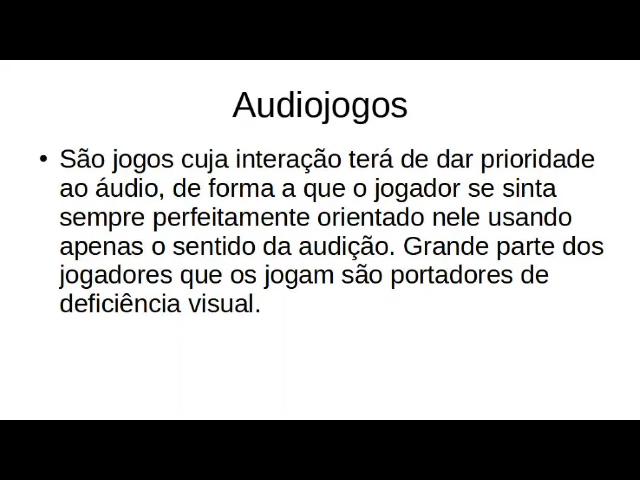 Audiojogos
• São jogos cuja interação terá de dar prioridade
ao áudio, de forma a que o jogador se sinta
sempre perfeitamente orientado nele usando
apenas o sentido da audição. Grande parte dos
jogadores que os jogam são portadores de
deficiência visual.